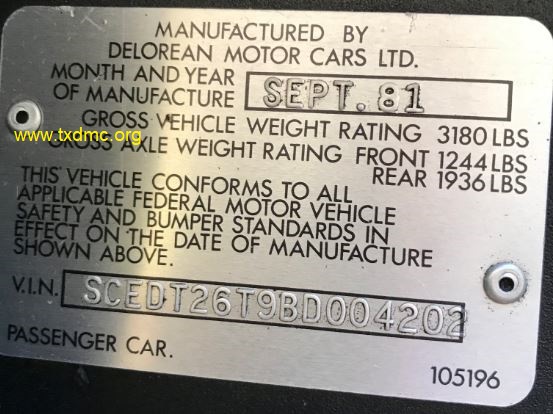 MANUFACTURED BY
DELOREAN MOTOR CARS LTD.
MONTH AND YEAR
OF MANUFACTURE SEPT. 81
GROSS VEHICLE WEIGHT RATING 3180 LBS
www.txdmc.org
GROSS AXLE WEIGHT RATING FRONT 1244 LBS
REAR 1936 LBS
THIS VEHICLE CONFORMS TO ALL
APPLICABLE FEDERAL MOTOR VEHICLE
SAFETY AND BUMPER STANDARDS IN
EFFECT ON THE DATE OF MANUFACTURE
SHOWN ABOVE.
V.I.N. SCEDT26T9BD004202
PASSENGER CAR.
105196